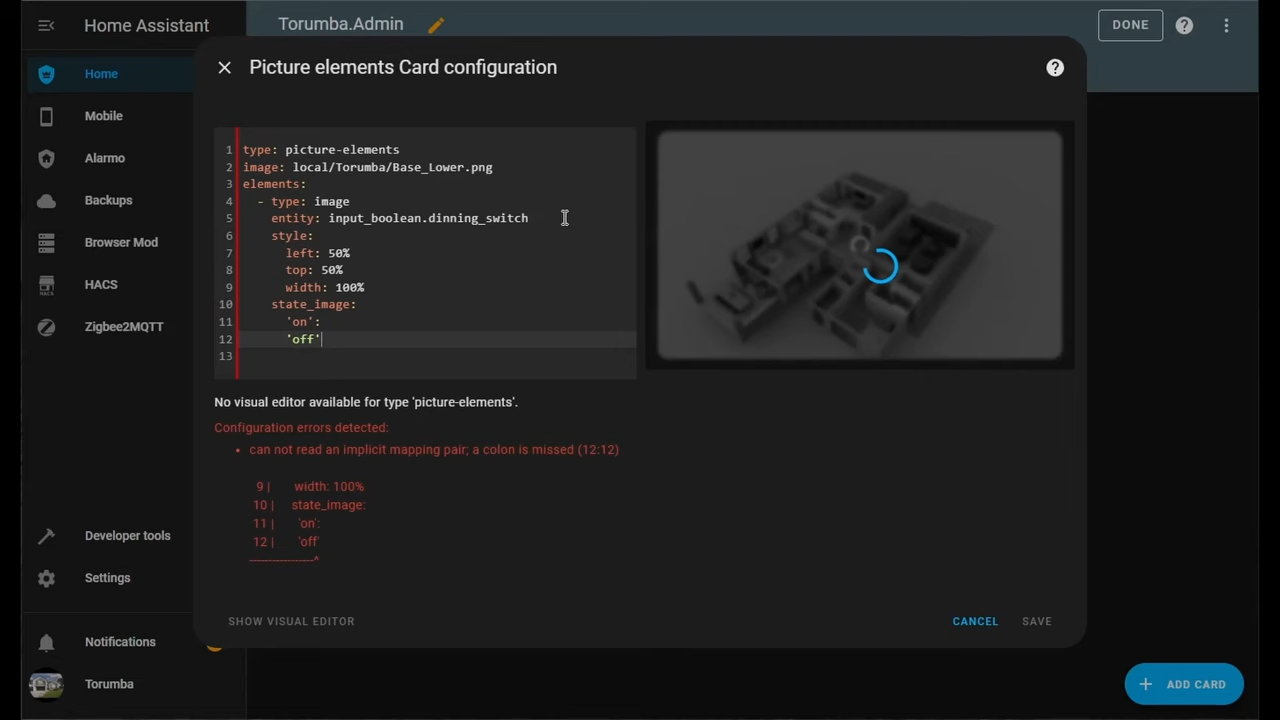 Home Assistant
Torumba.Admin
DONE
Home
Mobile
Alarmo
Backups
Browser Mod
HACS
HACS
Zigbee2MQTT
Developer tools
Settings
Notifications
Torumba
Picture elements Card configuration
1 type: picture-elements
2 image: local/Torumba/Base_Lower.png
3 elements:
4 - type: image
5 entity: input_boolean.dinning_switch
6 style:
7 left: 50%
8 top: 50%
9 width: 100%
10 state_image:
11 'on':
12 'off'
13
No visual editor available for type 'picture-elements'.
Configuration errors detected:
• can not read an implicit mapping pair; a colon is missed (12:12)
9 | width: 100%
10 | state_image:
11 | 'on':
12 | 'off'
-----------------^
SHOW VISUAL EDITOR
CANCEL
SAVE
+ ADD CARD